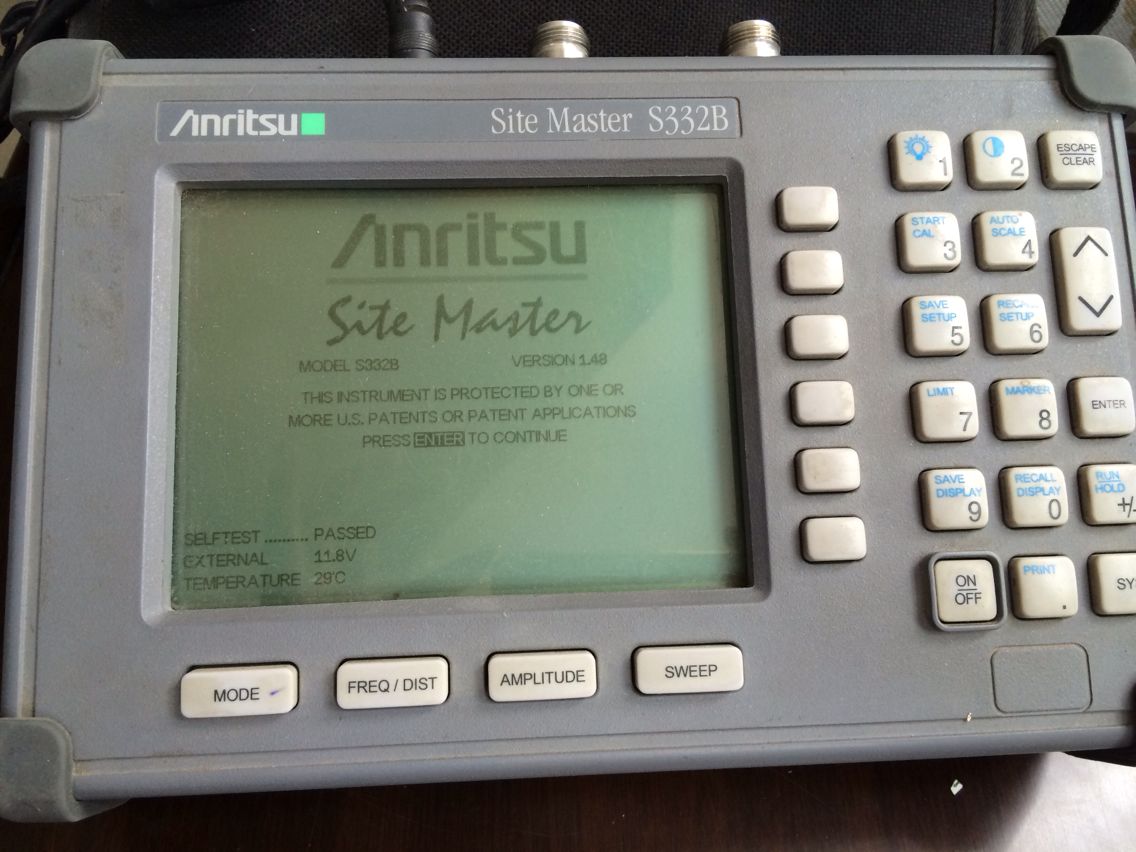 Anritsu
Site Master S332B
Anritsu
Site Master
MODEL S332B VERSION 1.48
THIS INSTRUMENT IS PROTECTED BY ONE OR
MORE U.S. PATENTS OR PATENT APPLICATIONS
PRESS ENTER TO CONTINUE
SELFTEST .......... PASSED
EXTERNAL 11.8V
TEMPERATURE 29°C
MODE
FREQ / DIST
AMPLITUDE
SWEEP
1
2
ESCAPE
CLEAR
START
CAL
3
AUTO
SCALE
4
SAVE
SETUP
5
SETUP
6
LIMIT
7
MARKER
8
ENTER
SAVE
DISPLAY
9
RECALL
DISPLAY
0
RUN
HOLD
+/-
ON
OFF
PRINT
.
SY